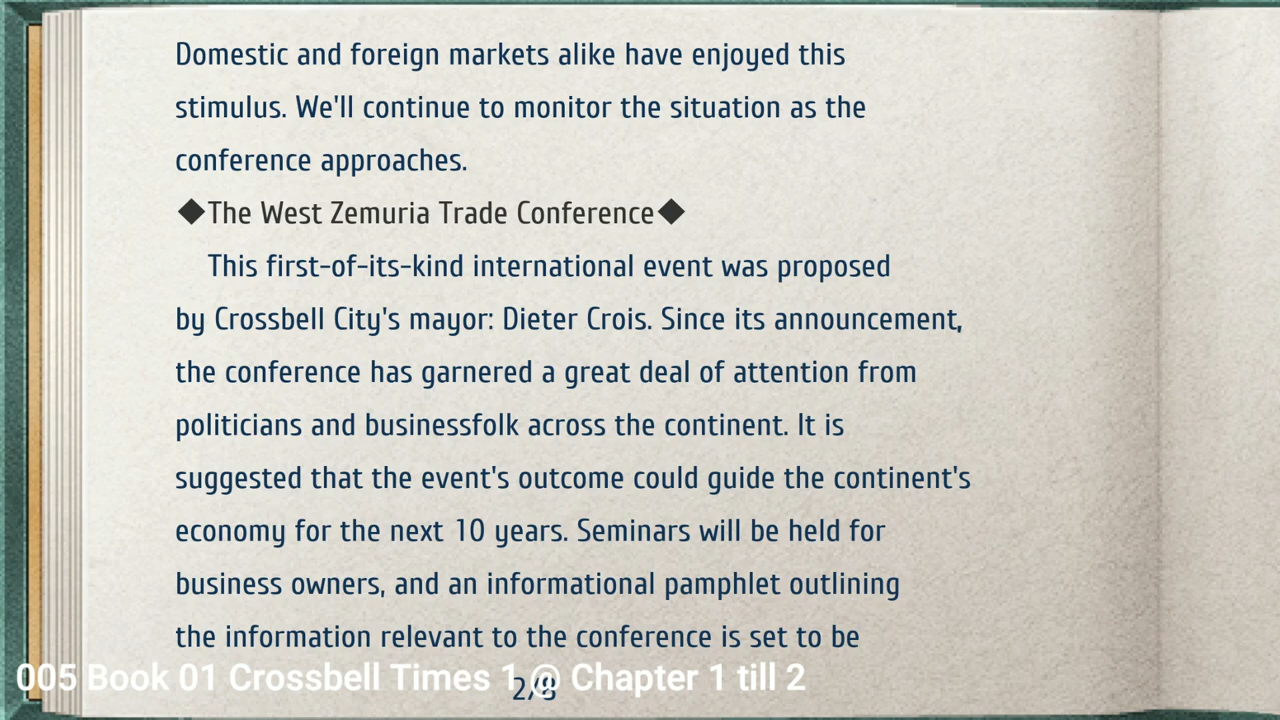 Domestic and foreign markets alike have enjoyed this
stimulus. We'll continue to monitor the situation as the
conference approaches.
◆The West Zemuria Trade Conference◆
This first-of-its-kind international event was proposed
by Crossbell City's mayor: Dieter Crois. Since its announcement,
the conference has garnered a great deal of attention from
politicians and businessfolk across the continent. It is
suggested that the event's outcome could guide the continent's
economy for the next 10 years. Seminars will be held for
business owners, and an informational pamphlet outlining
the information relevant to the conference is set to be
005 Book 01 Crossbell Times 1 @ Chapter 1 till 2
2/8